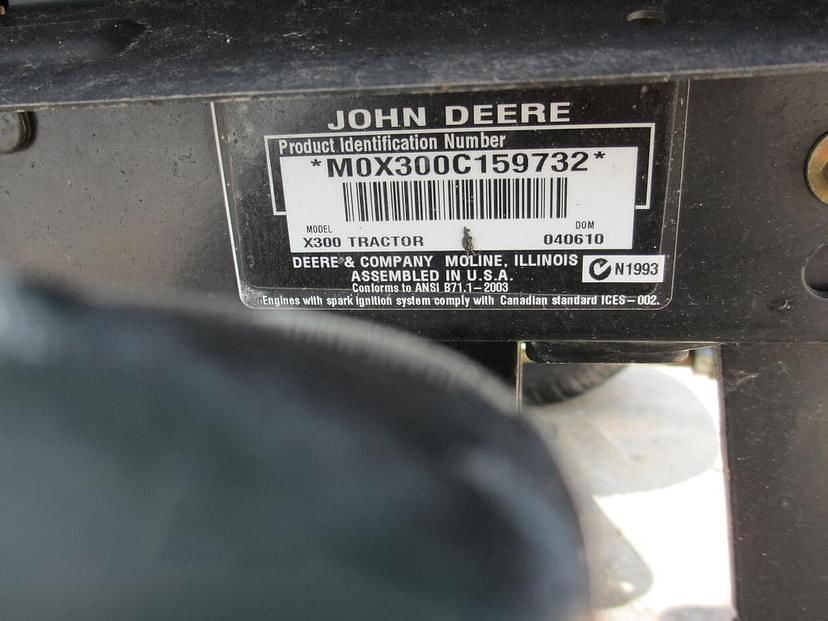 JOHN DEERE
Product Identification Number
*M0X300C159732*
MODEL
DOM
X300 TRACTOR
040610
DEERE & COMPANY MOLINE, ILLINOIS
ASSEMBLED IN U.S.A.
N1993
Conforms to ANSI B71.1-2003
Engines with spark ignition system comply with Canadian standard ICES-002.